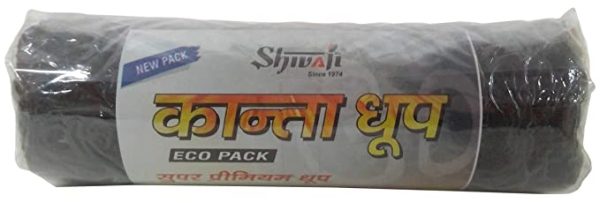 NEW PACK
Shivaji
Since 1974
कान्ता धूप
ECO PACK
सुपर प्रीमियम धूप